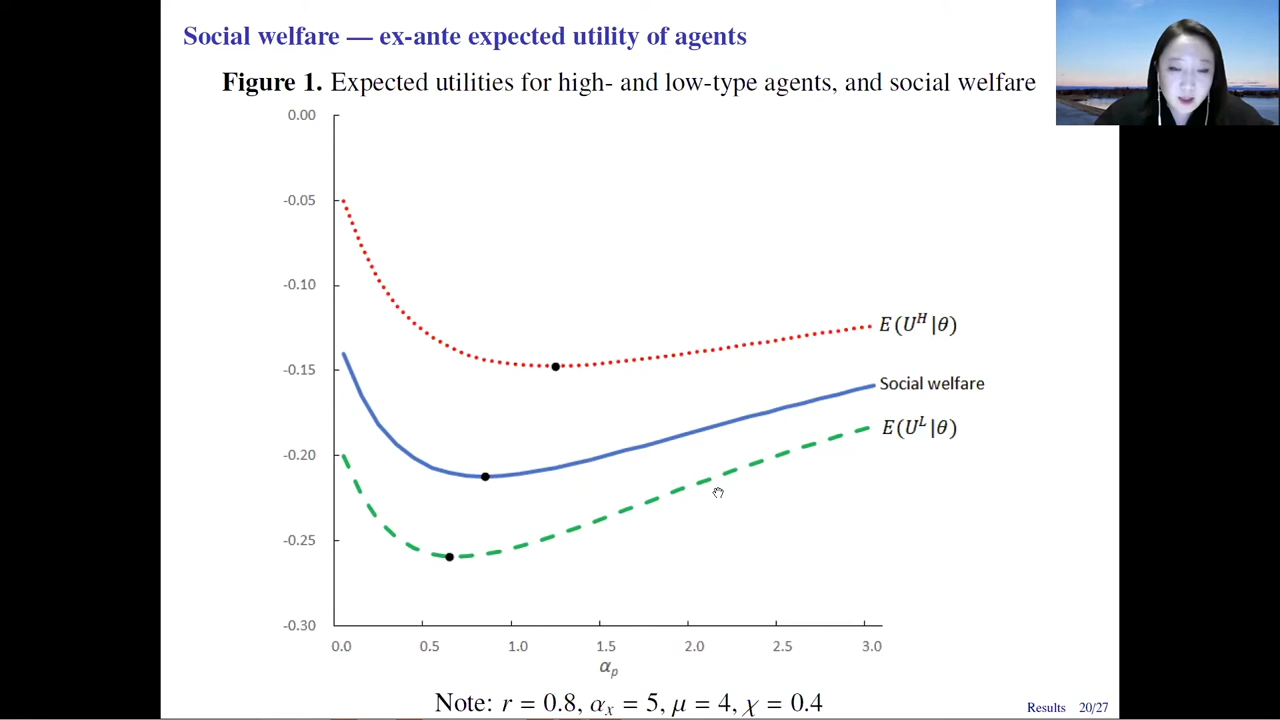 Social welfare — ex-ante expected utility of agents
Figure 1. Expected utilities for high- and low-type agents, and social welfare
0.00
-0.05
-0.10
-0.15
-0.20
-0.25
-0.30
E(U^H|θ)
Social welfare
E(U^L|θ)
0.0 0.5 1.0 1.5 2.0 2.5 3.0
α_p
Note: r = 0.8, α_x = 5, μ = 4, χ = 0.4
Results 20/27